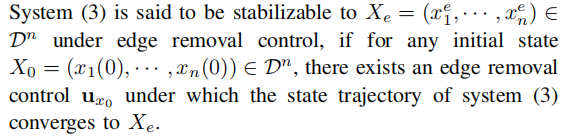 System (3) is said to be stabilizable to $X_e = (x_1^e, \cdots, x_n^e) \in$
$\mathcal{D}^n$ under edge removal control, if for any initial state
$X_0 = (x_1(0), \cdots, x_n(0)) \in \mathcal{D}^n$, there exists an edge removal
control $\mathbf{u}_{x_0}$ under which the state trajectory of system (3)
converges to $X_e$.